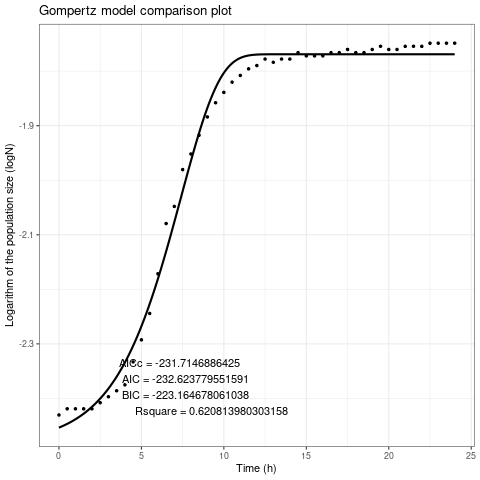 Gompertz model comparison plot
Logarithm of the population size (logN)
-1.9
-2.1
-2.3
AICc = -231.7146886425
AIC = -232.623779551591
BIC = -223.164678061038
Rsquare = 0.620813980303158
0 5 10 15 20 25
Time (h)